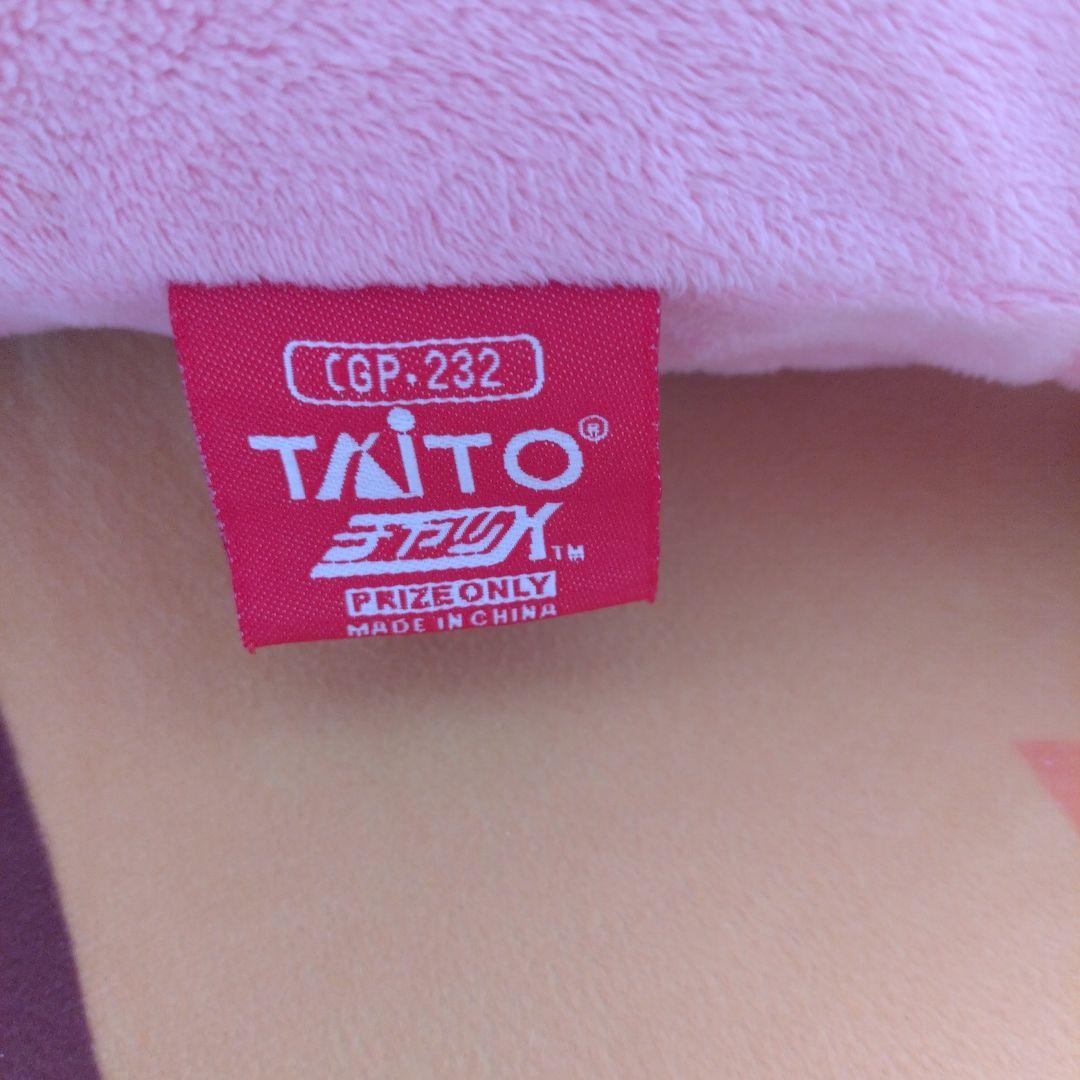 CGP・232
TAiTO®
PRIZE ONLY
MADE IN CHINA